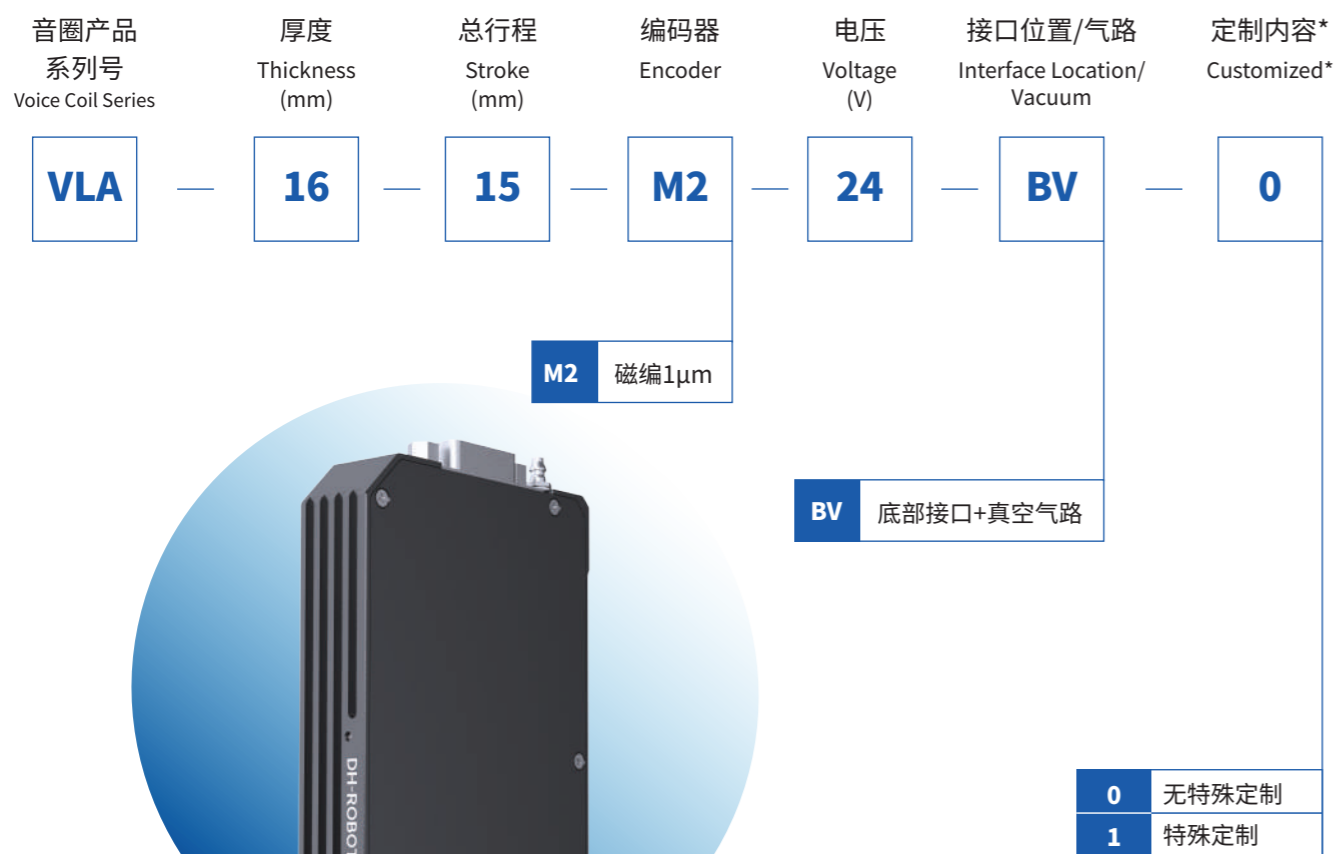 音圈产品
系列号
Voice Coil Series
厚度
Thickness
(mm)
总行程
Stroke
(mm)
编码器
Encoder
电压
Voltage
(V)
接口位置/气路
Interface Location/
Vacuum
定制内容*
Customized*
VLA — 16 — 15 — M2 — 24 — BV — 0
M2 磁编1μm
BV 底部接口+真空气路
DH-ROBOT
0 无特殊定制
1 特殊定制